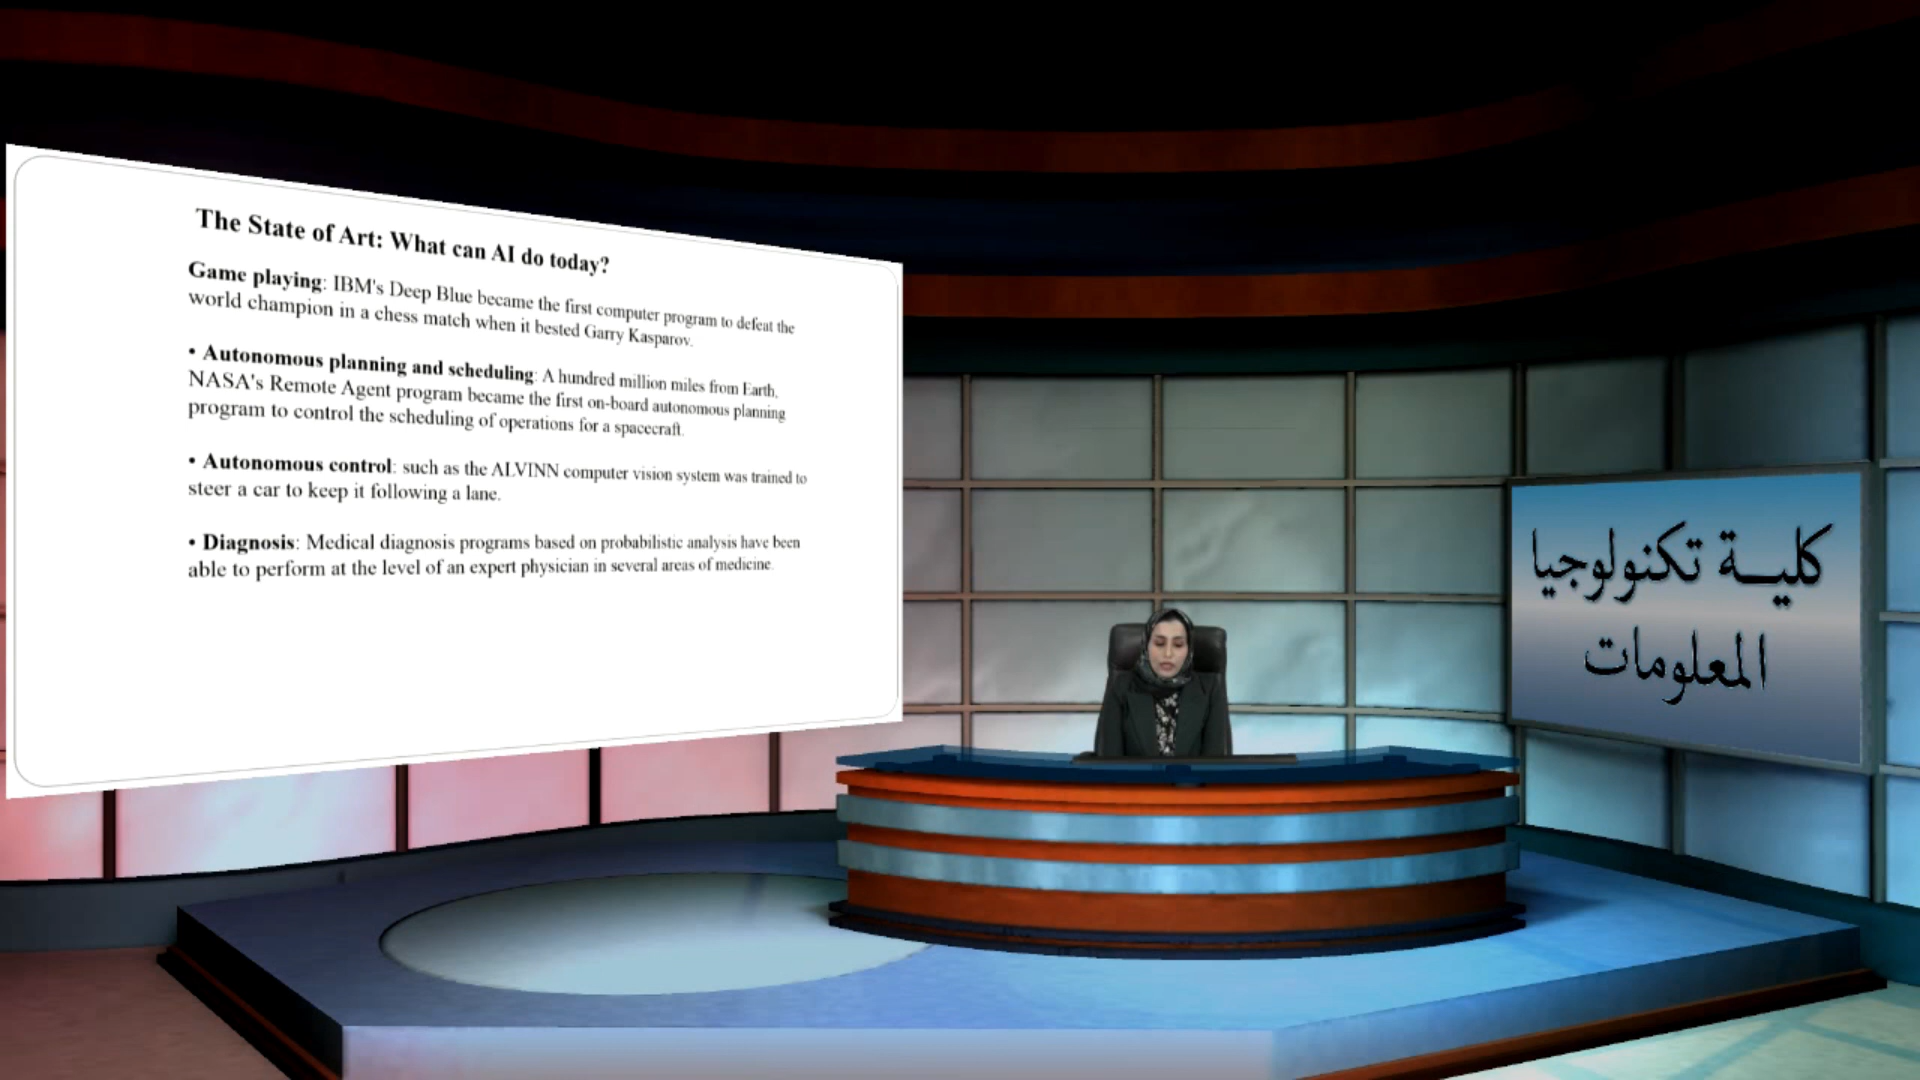 The State of Art: What can AI do today?
Game playing: IBM's Deep Blue became the first computer program to defeat the
world champion in a chess match when it bested Garry Kasparov.
• Autonomous planning and scheduling: A hundred million miles from Earth,
NASA's Remote Agent program became the first on-board autonomous planning
program to control the scheduling of operations for a spacecraft.
• Autonomous control: such as the ALVINN computer vision system was trained to
steer a car to keep it following a lane.
• Diagnosis: Medical diagnosis programs based on probabilistic analysis have been
able to perform at the level of an expert physician in several areas of medicine.
كليـــة تكنولوجيا
المعلومات